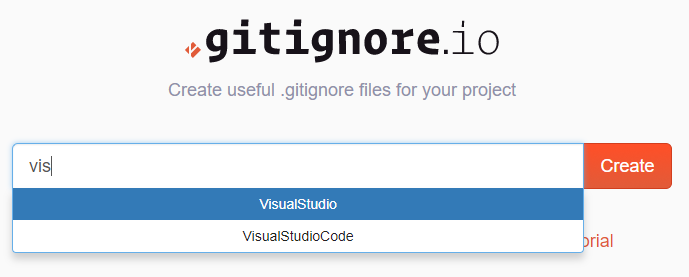 .gitignore.io
Create useful .gitignore files for your project
vis
Create
VisualStudio
VisualStudioCode